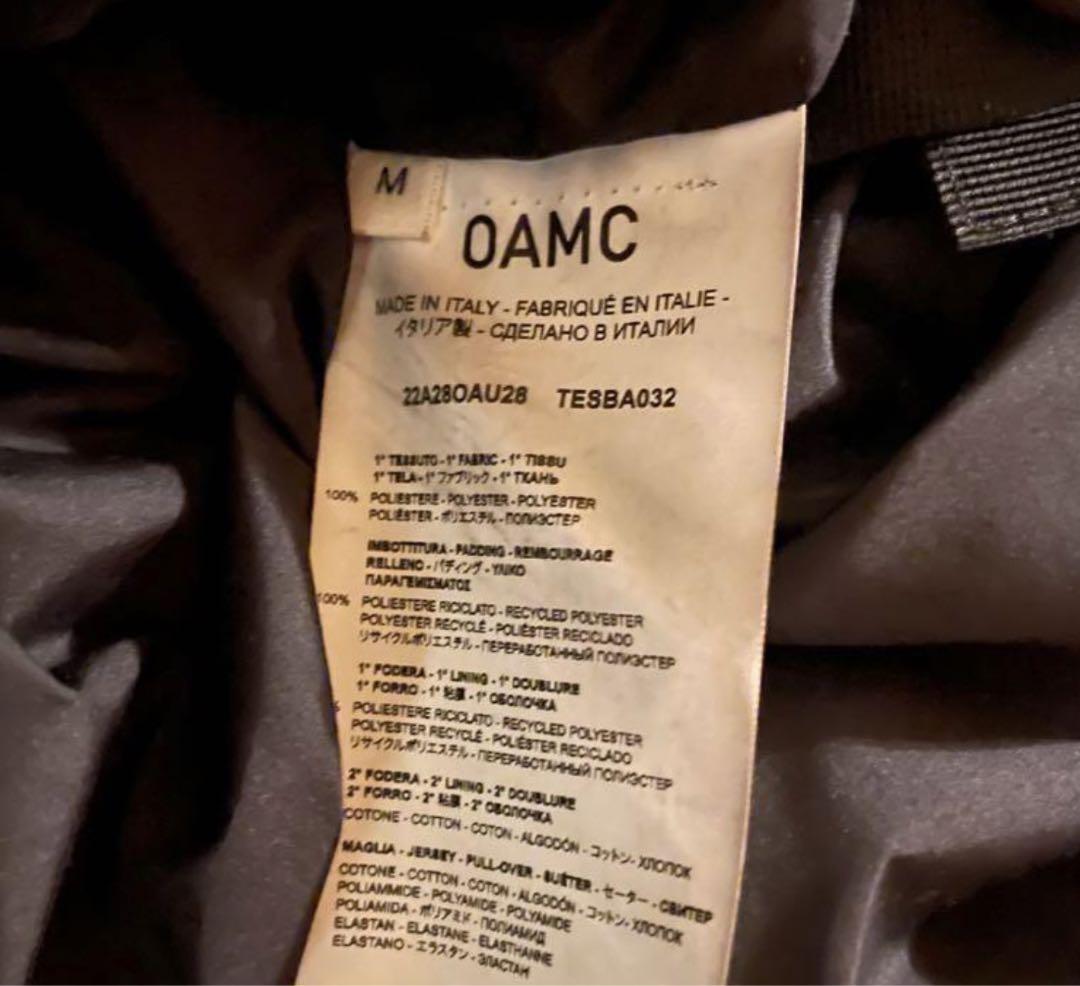 M
OAMC
MADE IN ITALY - FABRIQUÉ EN ITALIE -
イタリア製 - СДЕЛАНО В ИТАЛИИ
22A28OAU28 TESBA032
1° TESSUTO - 1° FABRIC - 1° TISSU
1° TELA - 1° ファブリック - 1° ТКАНЬ
100% POLIESTERE - POLYESTER - POLYESTER
POLIÉSTER - ポリエステル - ПОЛИЭСТЕР
IMBOTTITURA - PADDING - REMBOURRAGE
RELLENO - パディング -
100% POLIESTERE RICICLATO - RECYCLED POLYESTER
POLYESTER RECYCLÉ - POLIÉSTER RECICLADO
リサイクルポリエステル - ПЕРЕРАБОТАННЫЙ ПОЛИЭСТЕР
1° FODERA - 1° LINING - 1° DOUBLURE
1° FORRO - 1° 粘膜 - 1° ОБОЛОЧКА
% POLIESTERE RICICLATO - RECYCLED POLYESTER
POLYESTER RECYCLÉ - POLIÉSTER RECICLADO
リサイクルポリエステル - ПЕРЕРАБОТАННЫЙ ПОЛИЭСТЕР
2° FODERA - 2° LINING - 2° DOUBLURE
2° FORRO - 2° 粘膜 - 2° ОБОЛОЧКА
COTONE - COTTON - COTON - ALGODÓN - コットン - ХЛОПОК
MAGLIA - JERSEY - PULL-OVER - SUÉTER - セーター - СВИТЕР
COTONE - COTTON - COTON - ALGODÓN - コットン - ХЛОПОК
POLIAMMIDE - POLYAMIDE - POLYAMIDE
POLIAMIDA - ポリアミド - ПОЛИАМИД
ELASTAN - ELASTANE - ELASTHANNE
ELASTANO - エラスタン - ЭЛАСТАН